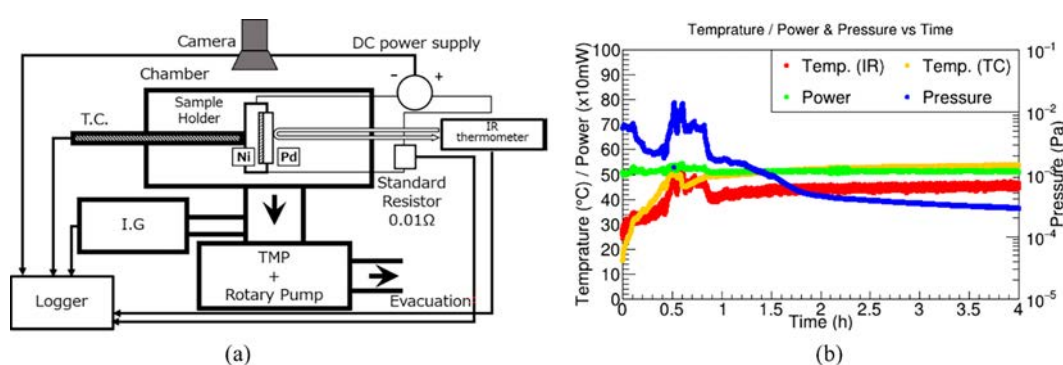 Camera
DC power supply
Chamber
− +
Sample
Holder
T.C.
IR
thermometer
Ni Pd
Standard
Resistor
0.01Ω
I.G
TMP
+
Rotary Pump
Evacuation
Logger
(a)
Temprature / Power & Pressure vs Time
Temprature (°C) / Power (x10mW)
100
90
80
70
60
50
40
30
20
10
0
Temp. (IR) Temp. (TC)
Power Pressure
10⁻¹
10⁻²
10⁻³
10⁻⁴
10⁻⁵
Pressure (Pa)
0 0.5 1 1.5 2 2.5 3 3.5 4
Time (h)
(b)